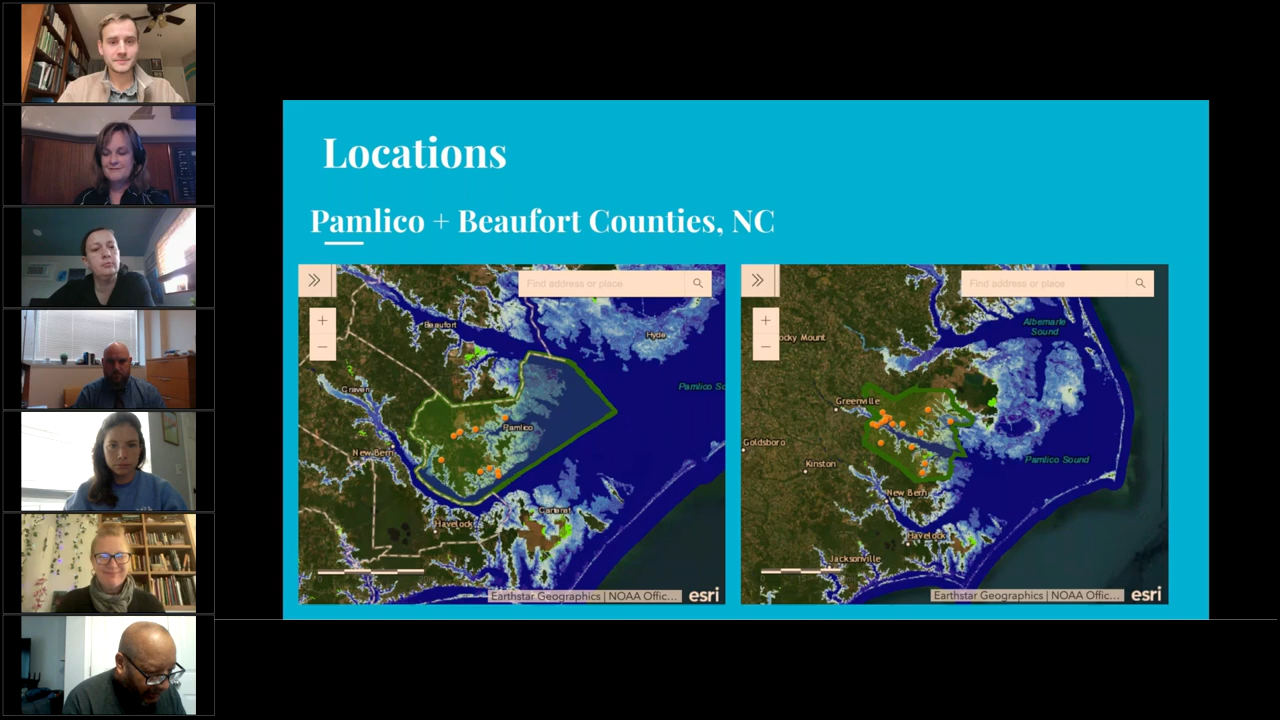 Locations
Pamlico + Beaufort Counties, NC
Find address or place
+
−
Beaufort
Hyde
Craven
Pamlico So
Pamlico
New Bern
Carteret
Havelock
Earthstar Geographics | NOAA Offic...
esri
Find address or place
+
−
Albemarle
Sound
ocky Mount
Greenville
Goldsboro
Kinston
Pamlico Sound
New Bern
Havelock
Jacksonville
Earthstar Geographics | NOAA Offic...
esri